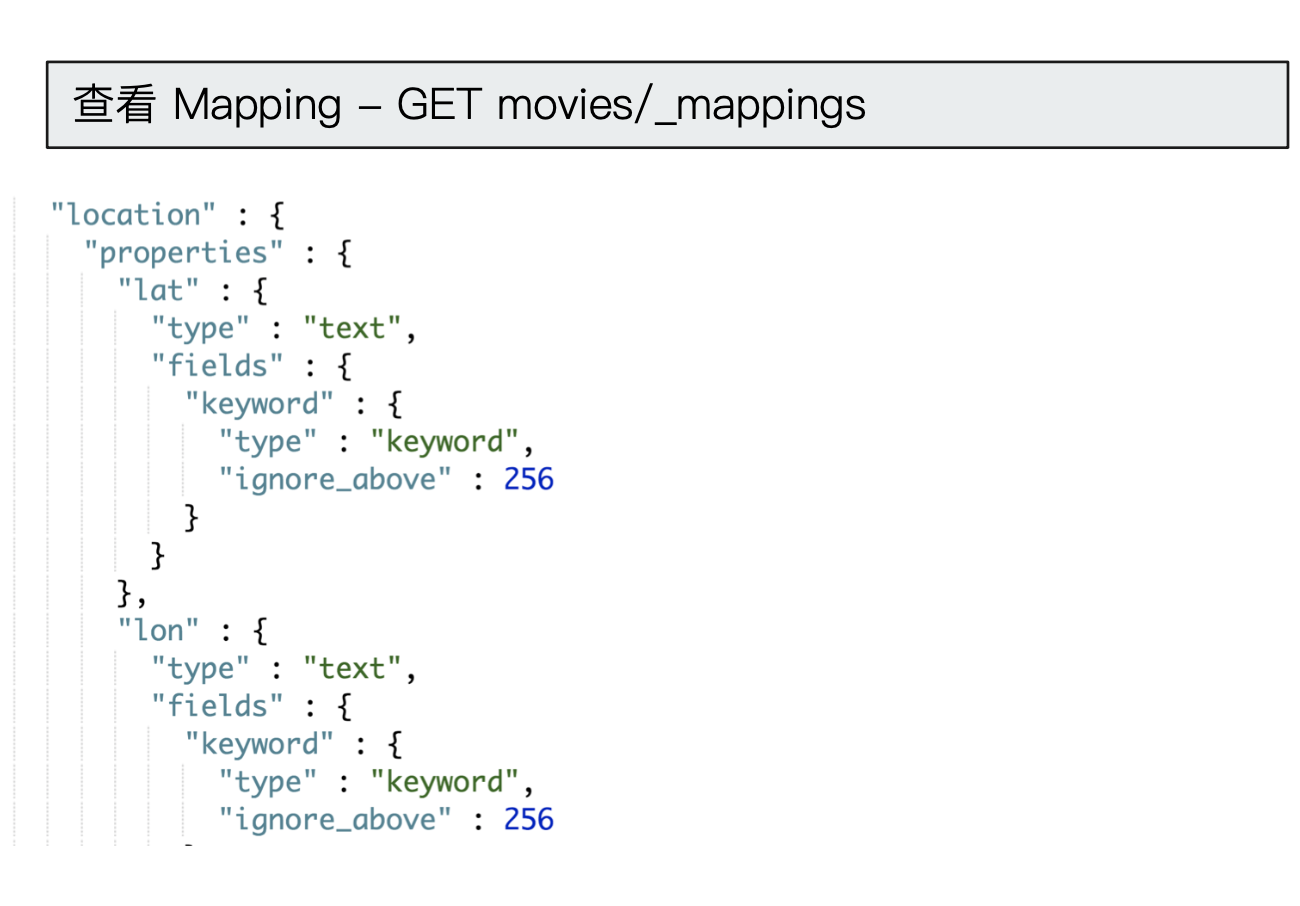 查看 Mapping – GET movies/_mappings
"location" : {
"properties" : {
"lat" : {
"type" : "text",
"fields" : {
"keyword" : {
"type" : "keyword",
"ignore_above" : 256
}
}
},
"lon" : {
"type" : "text",
"fields" : {
"keyword" : {
"type" : "keyword",
"ignore_above" : 256